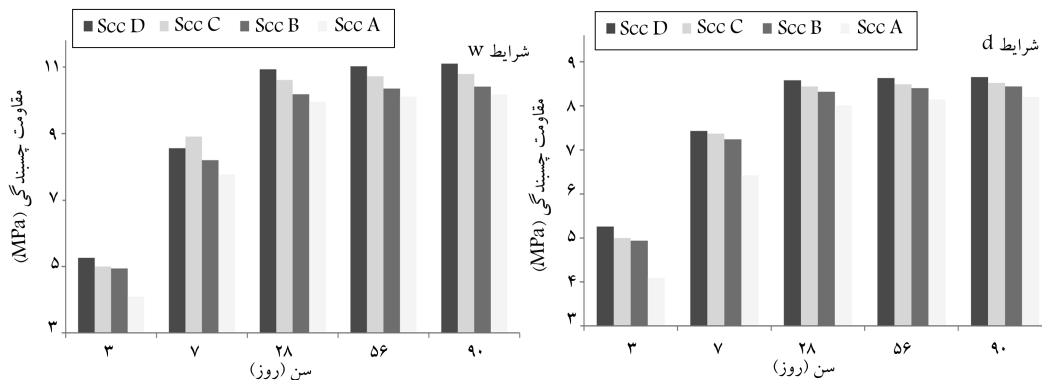 Scc D Scc C Scc B Scc A
شرایط w
مقاومت چسبندگی (MPa)
۱۱
۹
۷
۵
۳
۳ ۷ ۲۸ ۵۶ ۹۰
سن (روز)
Scc D Scc C Scc B Scc A
شرایط d
مقاومت چسبندگی (MPa)
۹
۸
۷
۶
۵
۴
۳
۳ ۷ ۲۸ ۵۶ ۹۰
سن (روز)